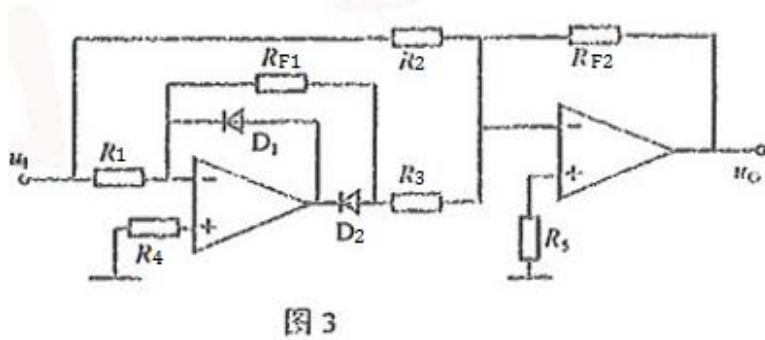 R2
RF2
RF1
D1
uI
R1
−
R3
−
+
D2
+
uO
R4
R5
图 3